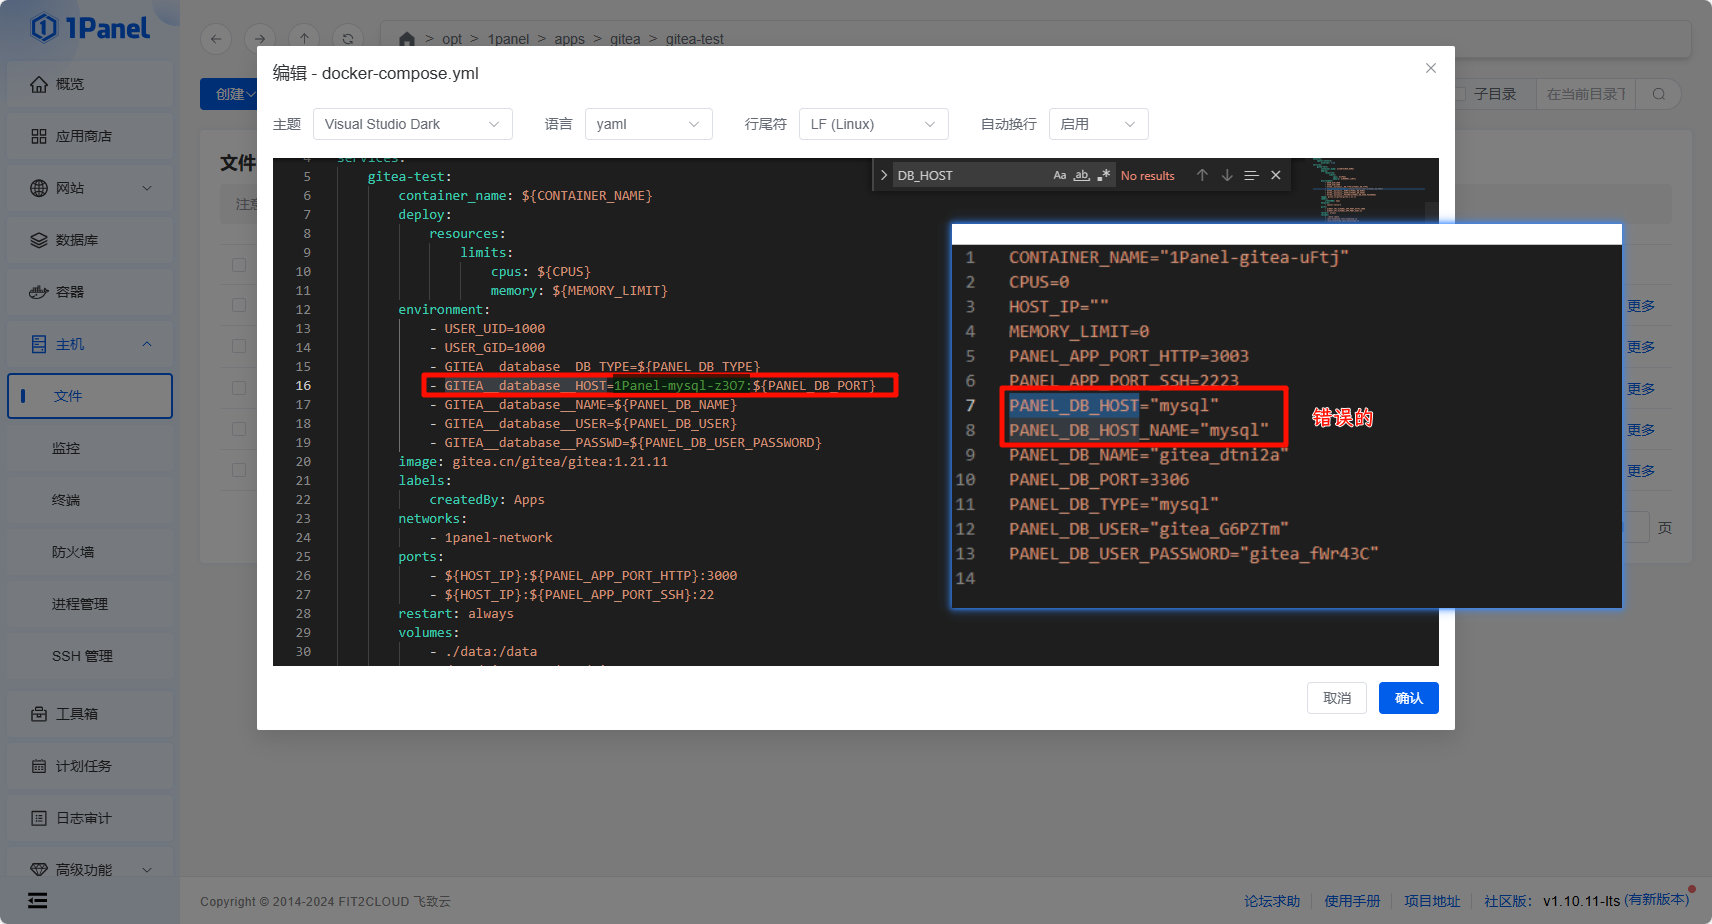 1Panel
概览
应用商店
网站
数据库
容器
主机
文件
监控
终端
防火墙
进程管理
SSH 管理
工具箱
计划任务
日志审计
高级功能
> opt > 1panel > apps > gitea > gitea-test
创建
子目录
在当前目录下
文件
注意
编辑 - docker-compose.yml
主题 Visual Studio Dark 语言 yaml 行尾符 LF (Linux) 自动换行 启用
DB_HOST Aa ab .* No results
4 services:
5 gitea-test:
6 container_name: ${CONTAINER_NAME}
7 deploy:
8 resources:
9 limits:
10 cpus: ${CPUS}
11 memory: ${MEMORY_LIMIT}
12 environment:
13 - USER_UID=1000
14 - USER_GID=1000
15 - GITEA__database__DB_TYPE=${PANEL_DB_TYPE}
16 - GITEA__database__HOST=1Panel-mysql-z3O7:${PANEL_DB_PORT}
17 - GITEA__database__NAME=${PANEL_DB_NAME}
18 - GITEA__database__USER=${PANEL_DB_USER}
19 - GITEA__database__PASSWD=${PANEL_DB_USER_PASSWORD}
20 image: gitea.cn/gitea/gitea:1.21.11
21 labels:
22 createdBy: Apps
23 networks:
24 - 1panel-network
25 ports:
26 - ${HOST_IP}:${PANEL_APP_PORT_HTTP}:3000
27 - ${HOST_IP}:${PANEL_APP_PORT_SSH}:22
28 restart: always
29 volumes:
30 - ./data:/data
1 CONTAINER_NAME="1Panel-gitea-uFtj"
2 CPUS=0
3 HOST_IP=""
4 MEMORY_LIMIT=0
5 PANEL_APP_PORT_HTTP=3003
6 PANEL_APP_PORT_SSH=2223
7 PANEL_DB_HOST="mysql"
8 PANEL_DB_HOST_NAME="mysql"
9 PANEL_DB_NAME="gitea_dtni2a"
10 PANEL_DB_PORT=3306
11 PANEL_DB_TYPE="mysql"
12 PANEL_DB_USER="gitea_G6PZTm"
13 PANEL_DB_USER_PASSWORD="gitea_fWr43C"
14
错误的
更多
更多
更多
更多
更多
页
取消 确认
Copyright © 2014-2024 FIT2CLOUD 飞致云
论坛求助 使用手册 项目地址 社区版: v1.10.11-lts (有新版本)